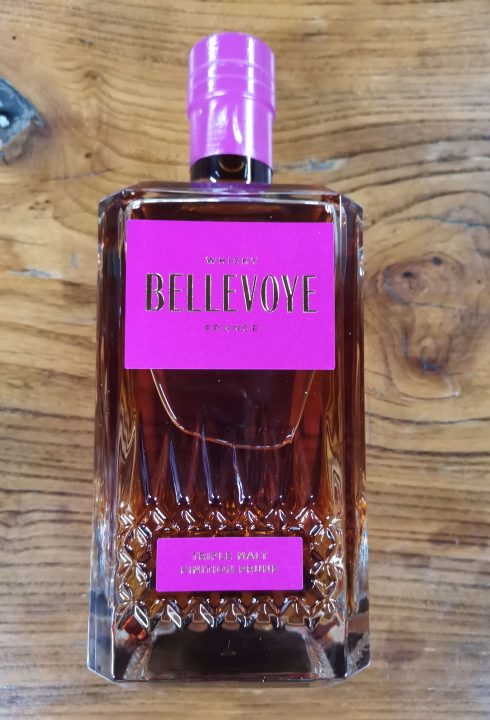 WHISKY
BELLEVOYE
FRANCE
TRIPLE MALT
FINITION PRUNE